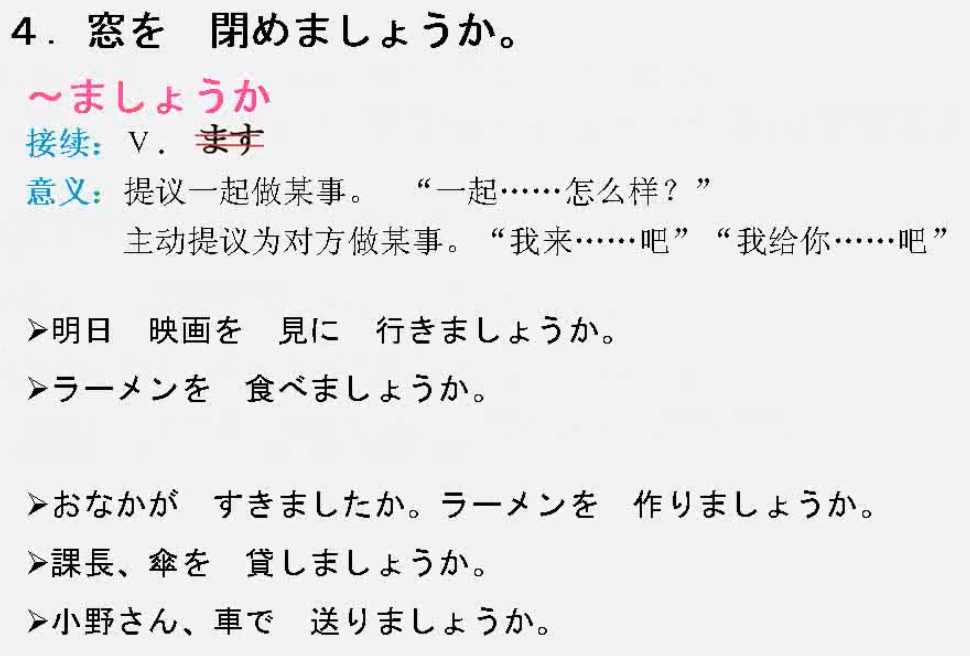 ４．窓を　閉めましょうか。
～ましょうか
接续：V．ます
意义：提议一起做某事。　“一起……怎么样？”
主动提议为对方做某事。“我来……吧”“我给你……吧”
➢明日　映画を　見に　行きましょうか。
➢ラーメンを　食べましょうか。
➢おなかが　すきましたか。ラーメンを　作りましょうか。
➢課長、傘を　貸しましょうか。
➢小野さん、車で　送りましょうか。